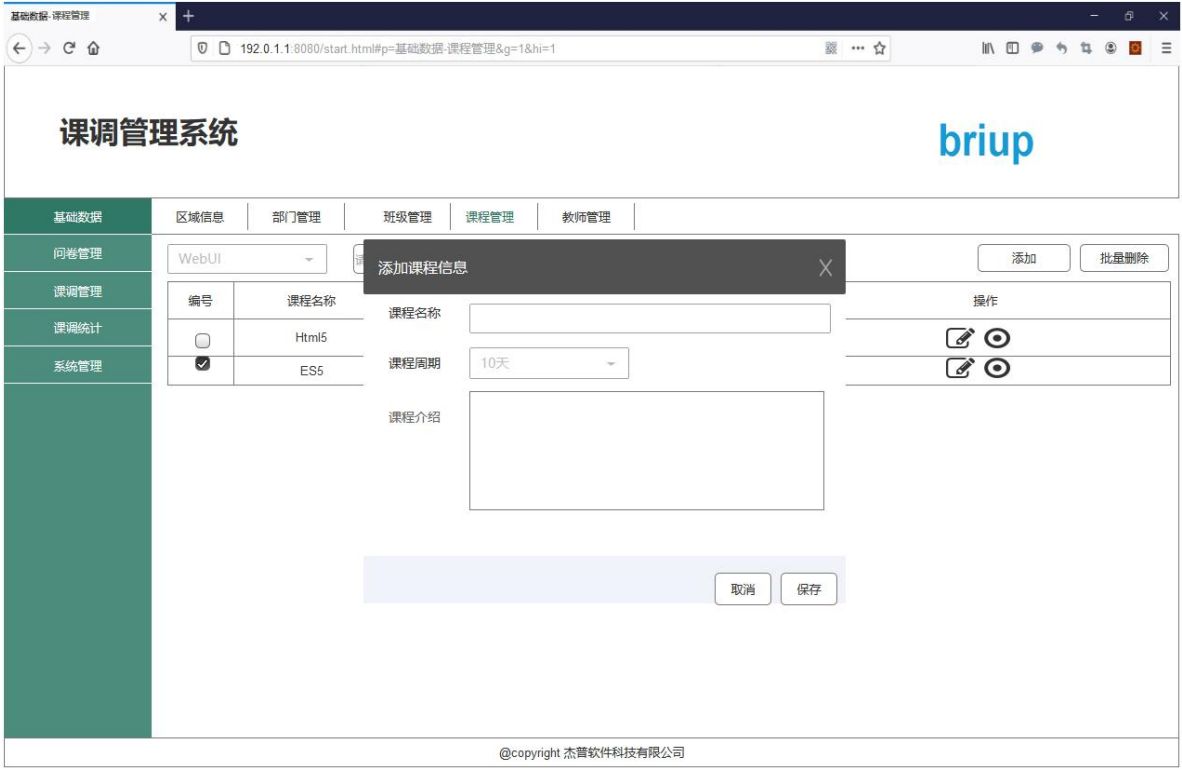 基础数据-课程管理
192.0.1.1:8080/start.html#p=基础数据-课程管理&g=1&hi=1
课调管理系统
briup
基础数据 区域信息 部门管理 班级管理 课程管理 教师管理
问卷管理
课调管理
课调统计
系统管理
WebUI 添加 批量删除
编号 课程名称 操作
Html5
ES5
添加课程信息 X
课程名称
课程周期 10天
课程介绍
取消 保存
@copyright 杰普软件科技有限公司